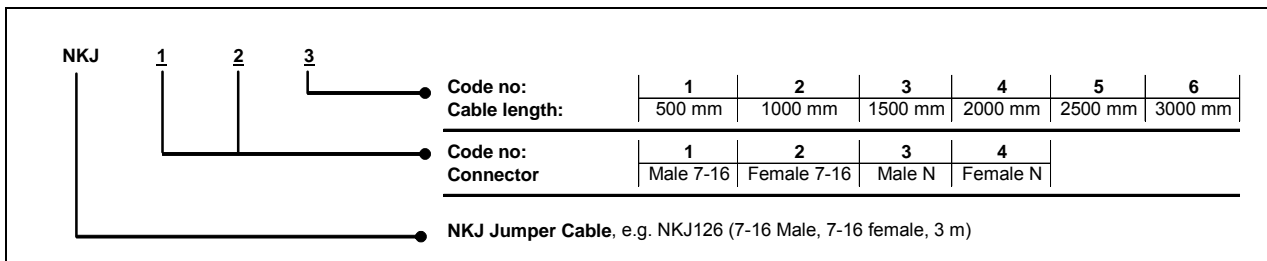 NKJ 1 2 3
Code no: 1 2 3 4 5 6
Cable length: 500 mm 1000 mm 1500 mm 2000 mm 2500 mm 3000 mm
Code no: 1 2 3 4
Connector Male 7-16 Female 7-16 Male N Female N
NKJ Jumper Cable, e.g. NKJ126 (7-16 Male, 7-16 female, 3 m)